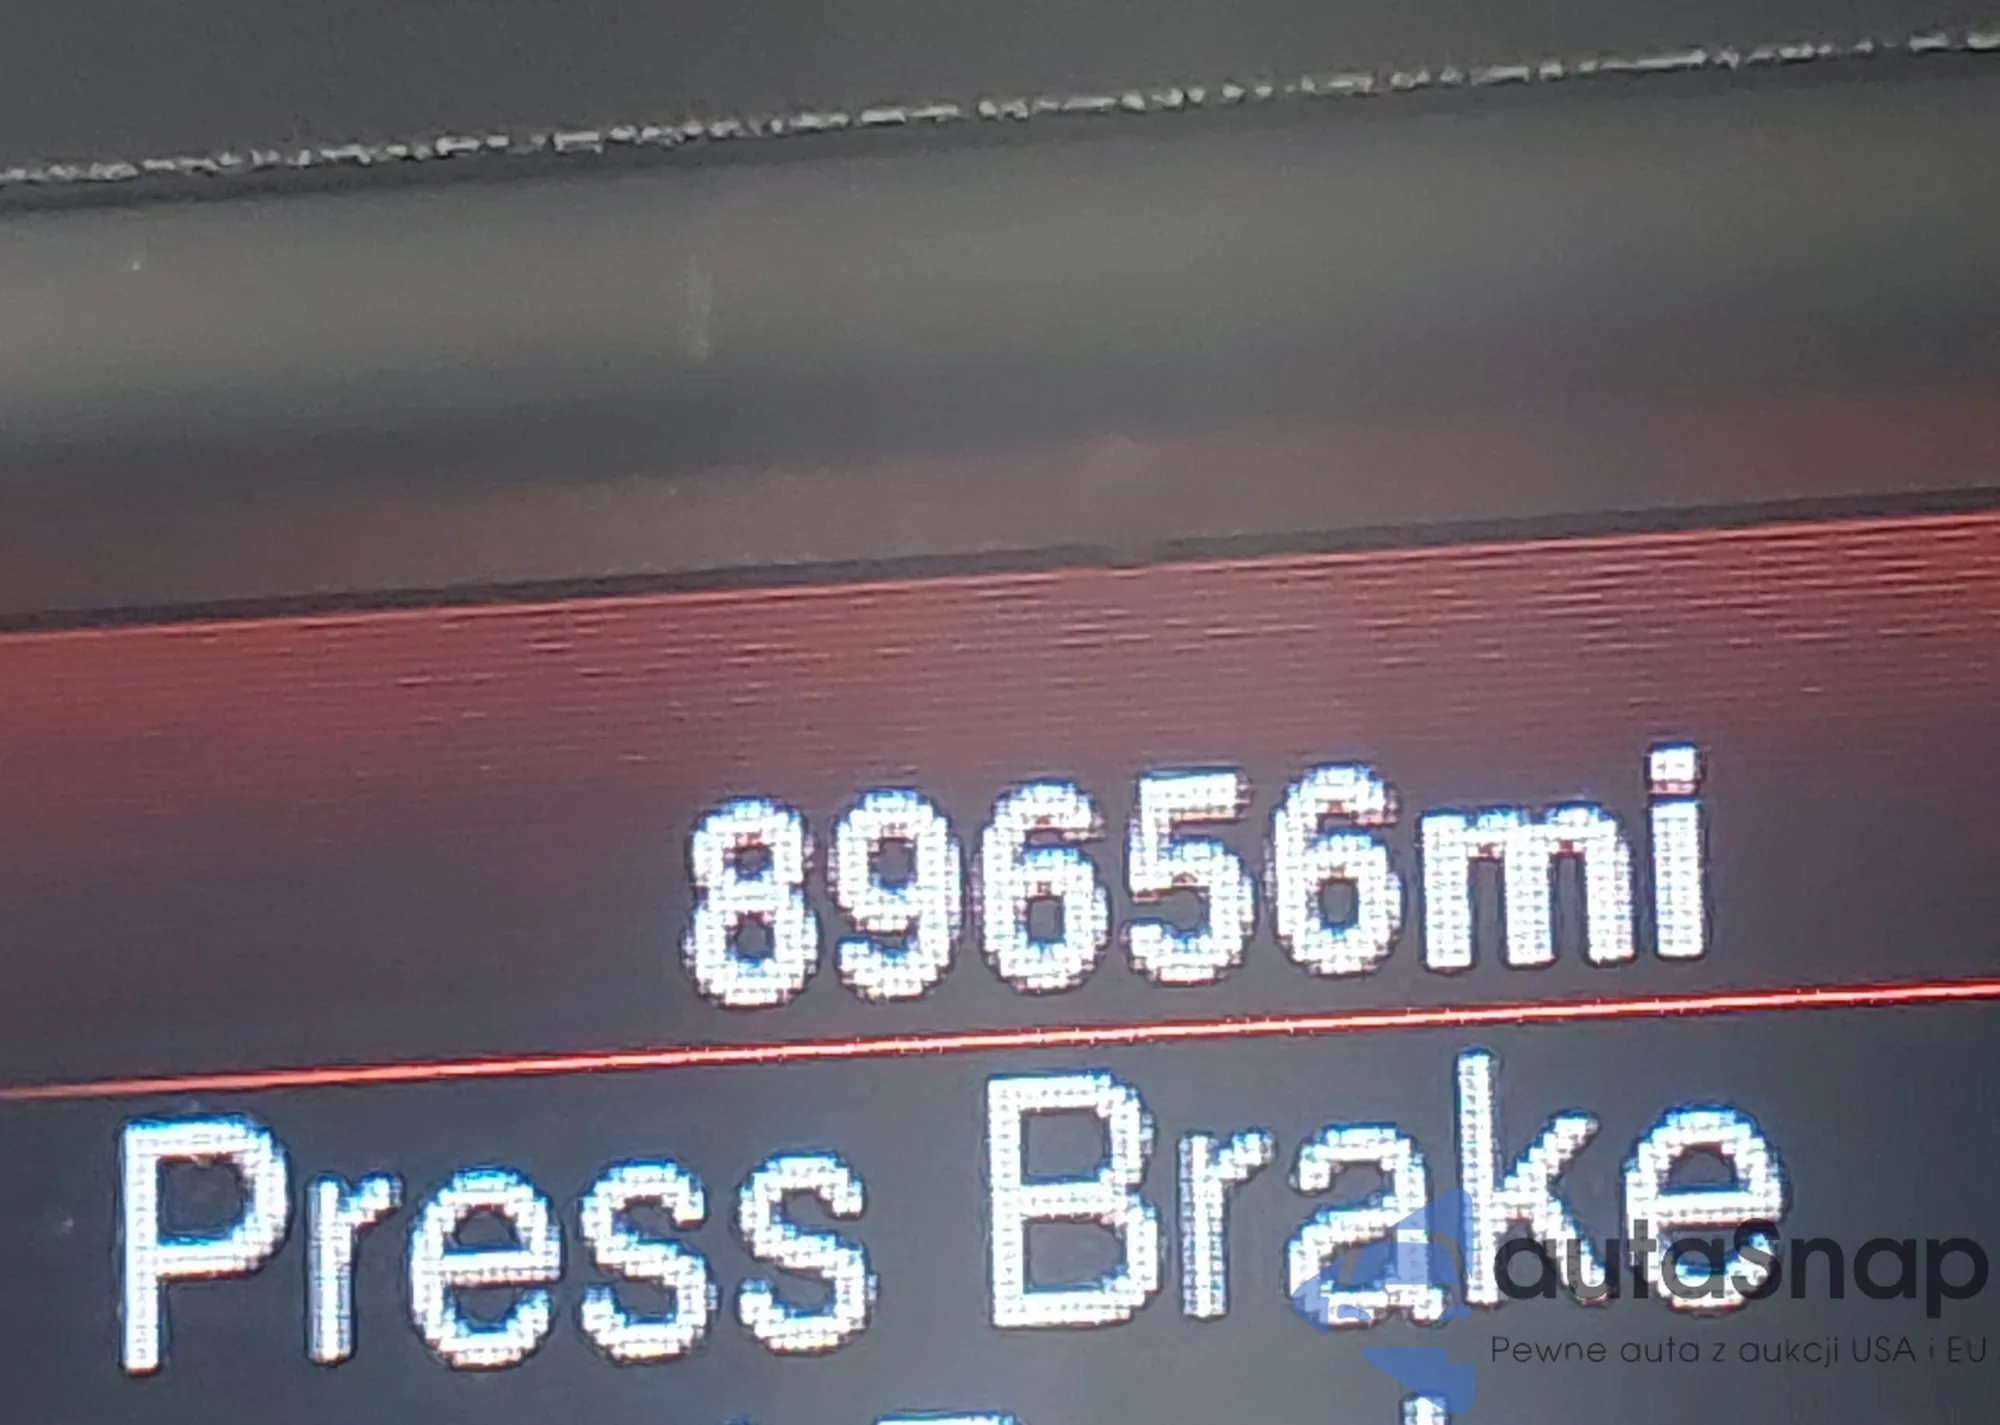 89656mi
Press Brake
autasnap
Pewne auta z aukcji USA i EU